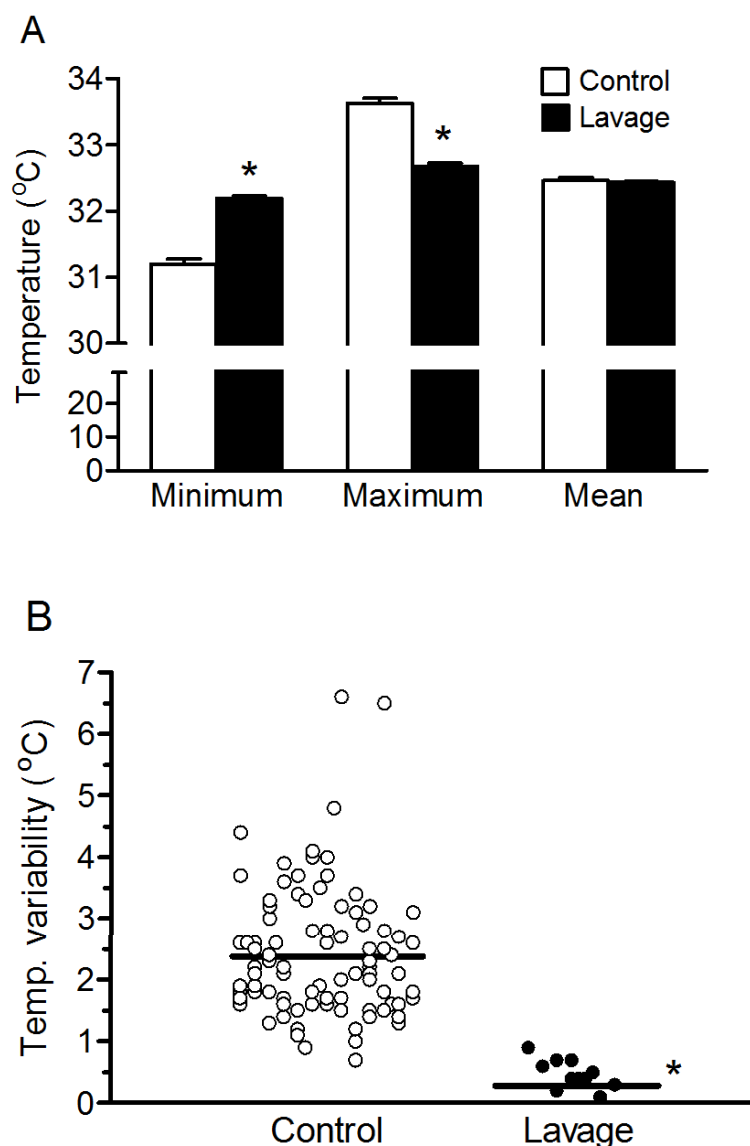 A
Control
Lavage
*
*
Temperature (°C)
34
33
32
31
30
20
10
0
Minimum Maximum Mean
B
Temp. variability (°C)
7
6
5
4
3
2
1
0
*
Control Lavage